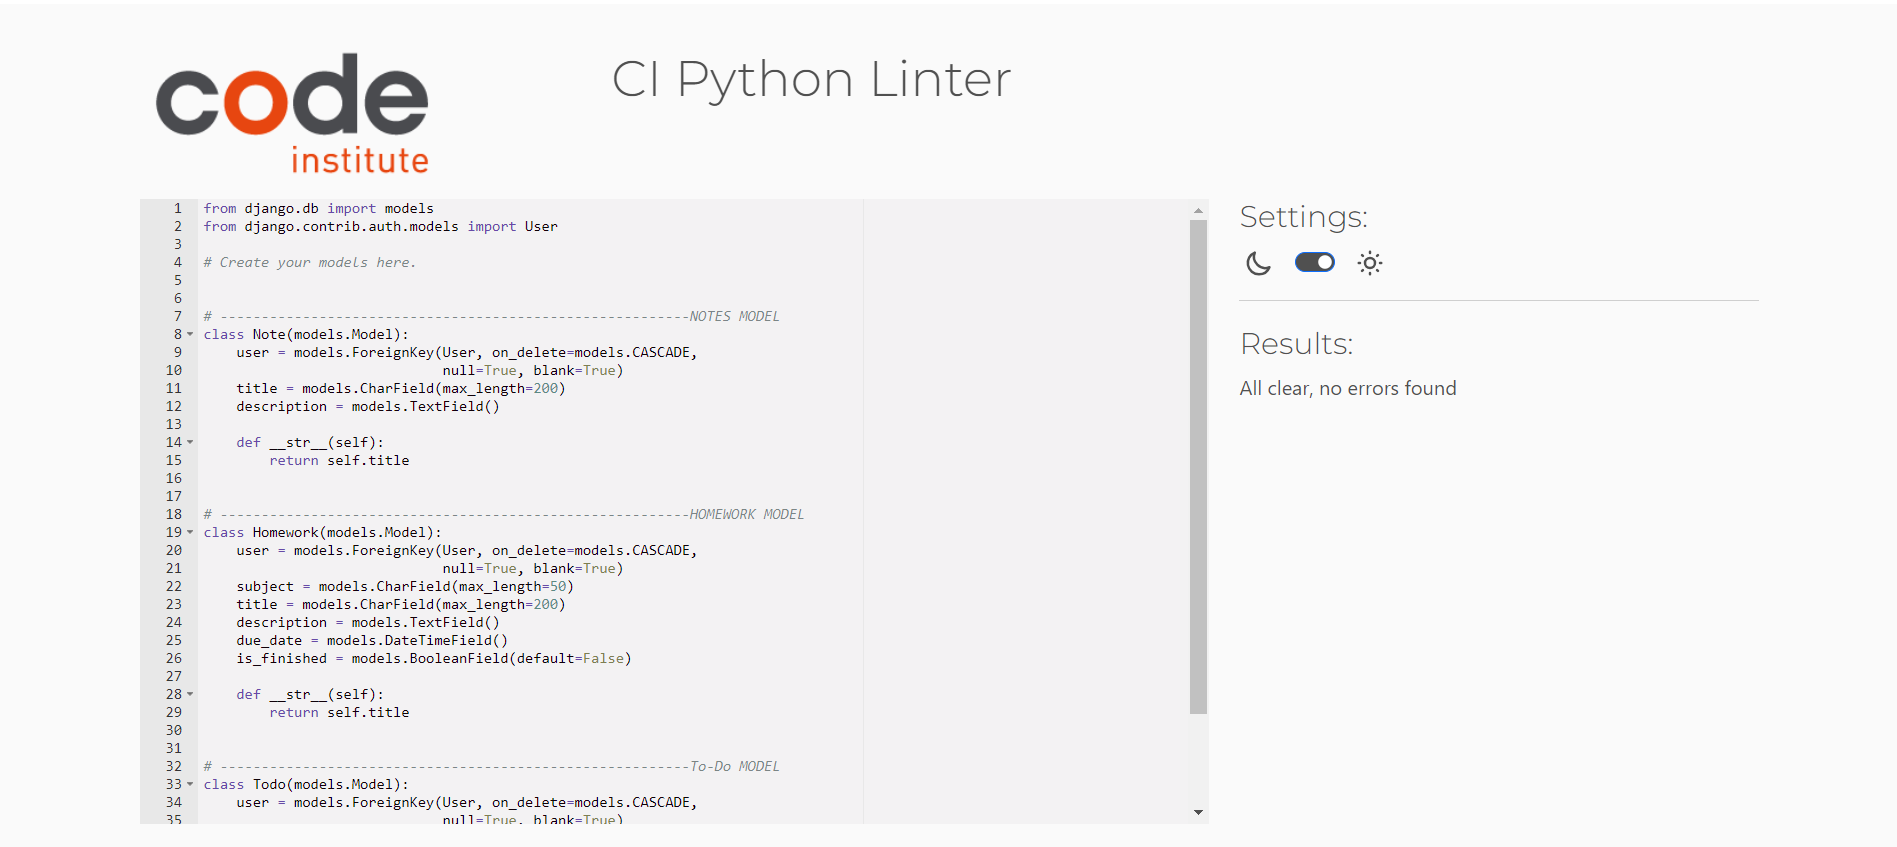 code
institute
CI Python Linter
1 from django.db import models
2 from django.contrib.auth.models import User
3
4 # Create your models here.
5
6
7 # ---------------------------------------------------------NOTES MODEL
8 class Note(models.Model):
9     user = models.ForeignKey(User, on_delete=models.CASCADE,
10                              null=True, blank=True)
11     title = models.CharField(max_length=200)
12     description = models.TextField()
13
14     def __str__(self):
15         return self.title
16
17
18 # ---------------------------------------------------------HOMEWORK MODEL
19 class Homework(models.Model):
20     user = models.ForeignKey(User, on_delete=models.CASCADE,
21                              null=True, blank=True)
22     subject = models.CharField(max_length=50)
23     title = models.CharField(max_length=200)
24     description = models.TextField()
25     due_date = models.DateTimeField()
26     is_finished = models.BooleanField(default=False)
27
28     def __str__(self):
29         return self.title
30
31
32 # ---------------------------------------------------------To-Do MODEL
33 class Todo(models.Model):
34     user = models.ForeignKey(User, on_delete=models.CASCADE,
35                              null=True, blank=True)
Settings:
Results:
All clear, no errors found